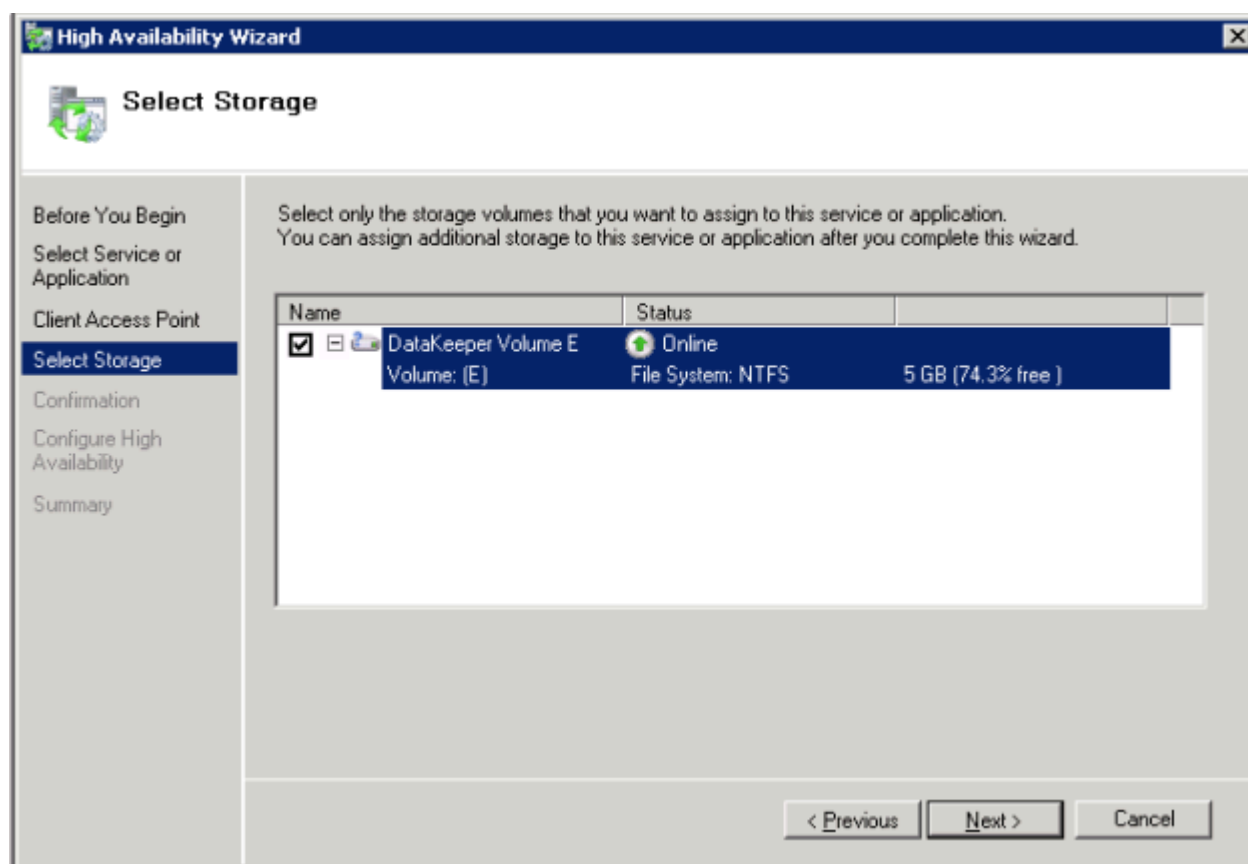 High Availability Wizard
Select Storage
Before You Begin
Select Service or
Application
Client Access Point
Select Storage
Confirmation
Configure High
Availability
Summary
Select only the storage volumes that you want to assign to this service or application.
You can assign additional storage to this service or application after you complete this wizard.
Name Status
DataKeeper Volume E Online
Volume: (E) File System: NTFS 5 GB (74.3% free )
< Previous Next > Cancel